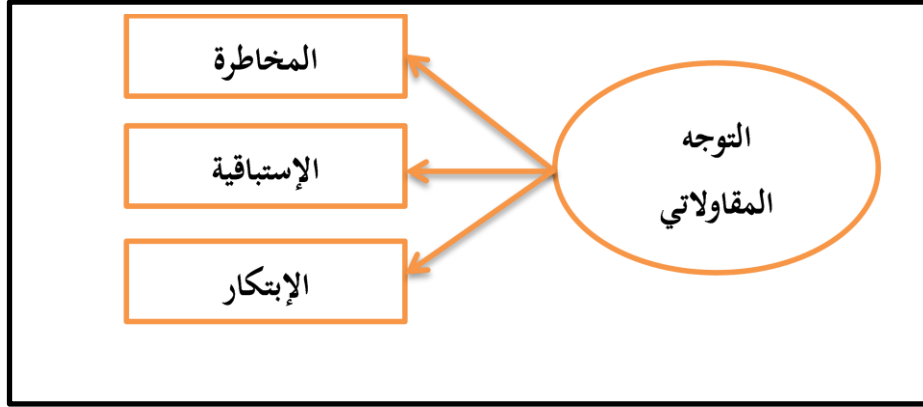 التوجه
المقاولاتي
المخاطرة
الإستباقية
الإبتكار